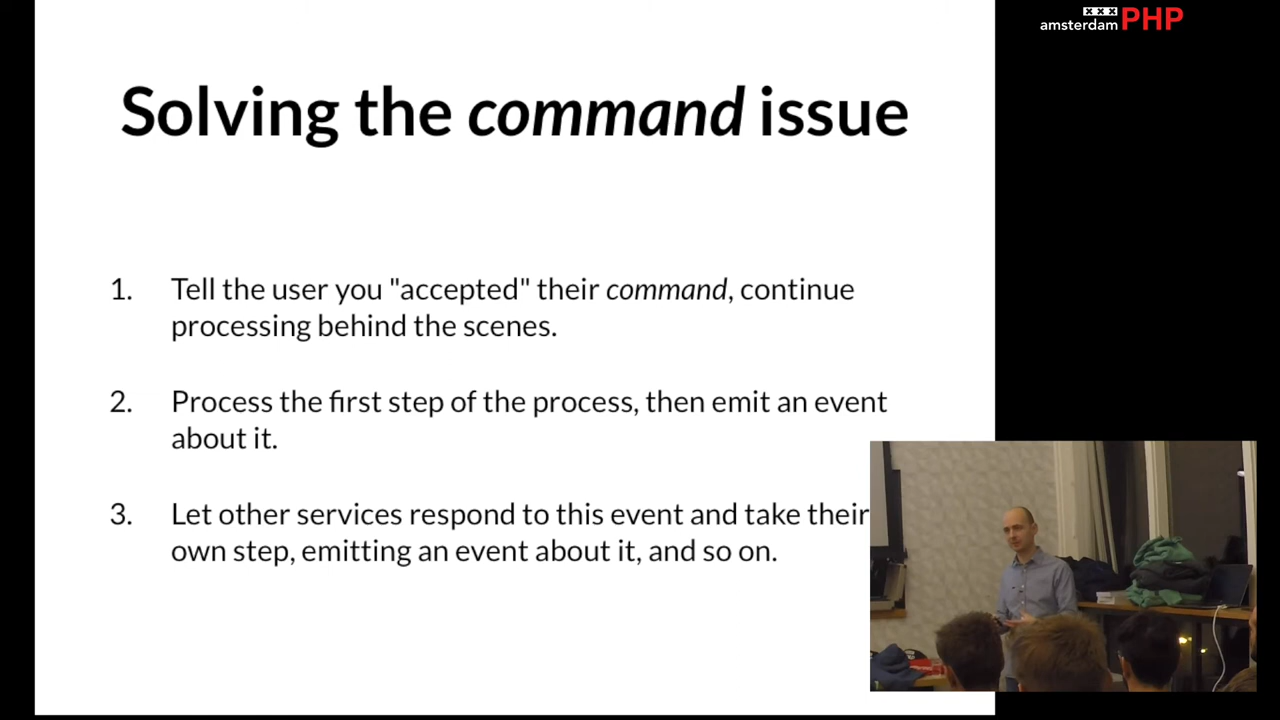 amsterdam PHP
Solving the command issue
1. Tell the user you "accepted" their command, continue
processing behind the scenes.
2. Process the first step of the process, then emit an event
about it.
3. Let other services respond to this event and take their
own step, emitting an event about it, and so on.